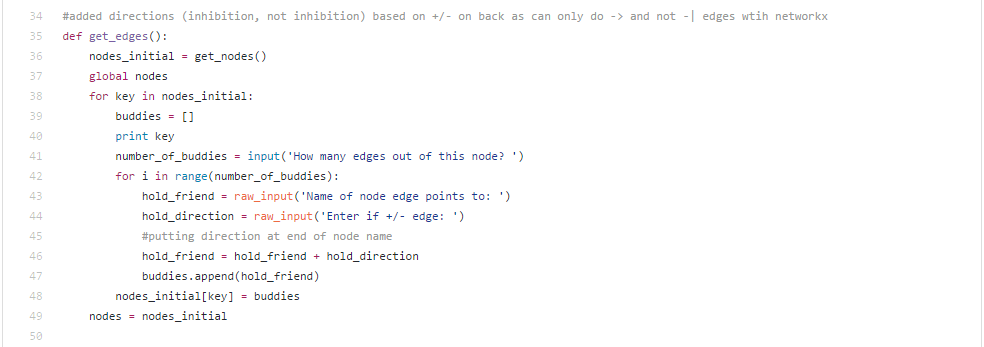 34 #added directions (inhibition, not inhibition) based on +/- on back as can only do -> and not -| edges wtih networkx
35 def get_edges():
36     nodes_initial = get_nodes()
37     global nodes
38     for key in nodes_initial:
39         buddies = []
40         print key
41         number_of_buddies = input('How many edges out of this node? ')
42         for i in range(number_of_buddies):
43             hold_friend = raw_input('Name of node edge points to: ')
44             hold_direction = raw_input('Enter if +/- edge: ')
45             #putting direction at end of node name
46             hold_friend = hold_friend + hold_direction
47             buddies.append(hold_friend)
48         nodes_initial[key] = buddies
49     nodes = nodes_initial
50